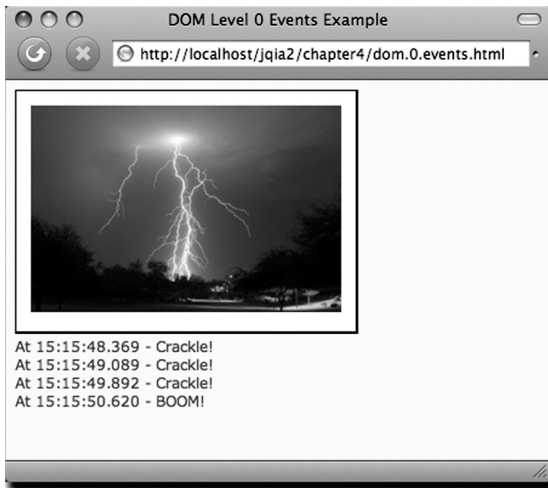 DOM Level 0 Events Example
http://localhost/jqia2/chapter4/dom.0.events.html
At 15:15:48.369 - Crackle!
At 15:15:49.089 - Crackle!
At 15:15:49.892 - Crackle!
At 15:15:50.620 - BOOM!